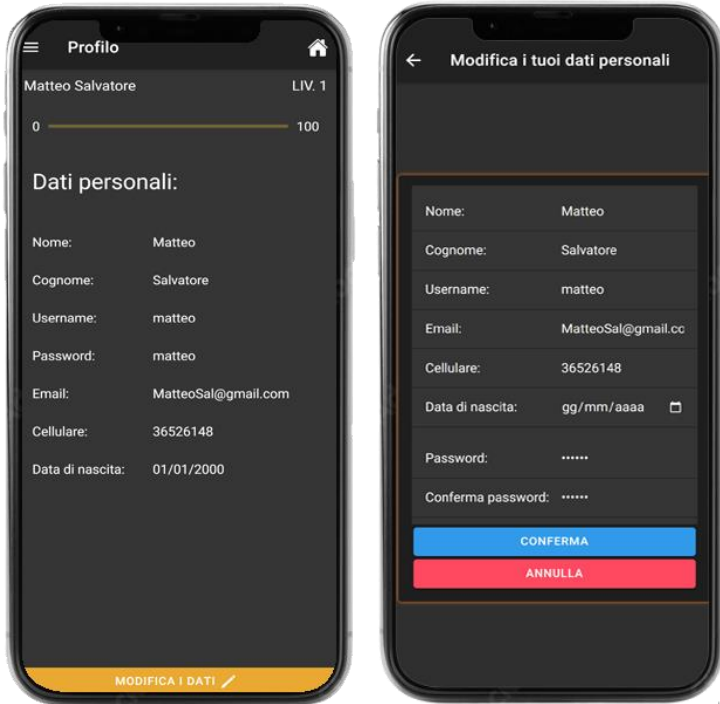 Profilo
Matteo Salvatore LIV. 1
0 100
Dati personali:
Nome: Matteo
Cognome: Salvatore
Username: matteo
Password: matteo
Email: MatteoSal@gmail.com
Cellulare: 36526148
Data di nascita: 01/01/2000
MODIFICA I DATI
Modifica i tuoi dati personali
Nome: Matteo
Cognome: Salvatore
Username: matteo
Email: MatteoSal@gmail.cc
Cellulare: 36526148
Data di nascita: gg/mm/aaaa
Password: ······
Conferma password: ······
CONFERMA
ANNULLA